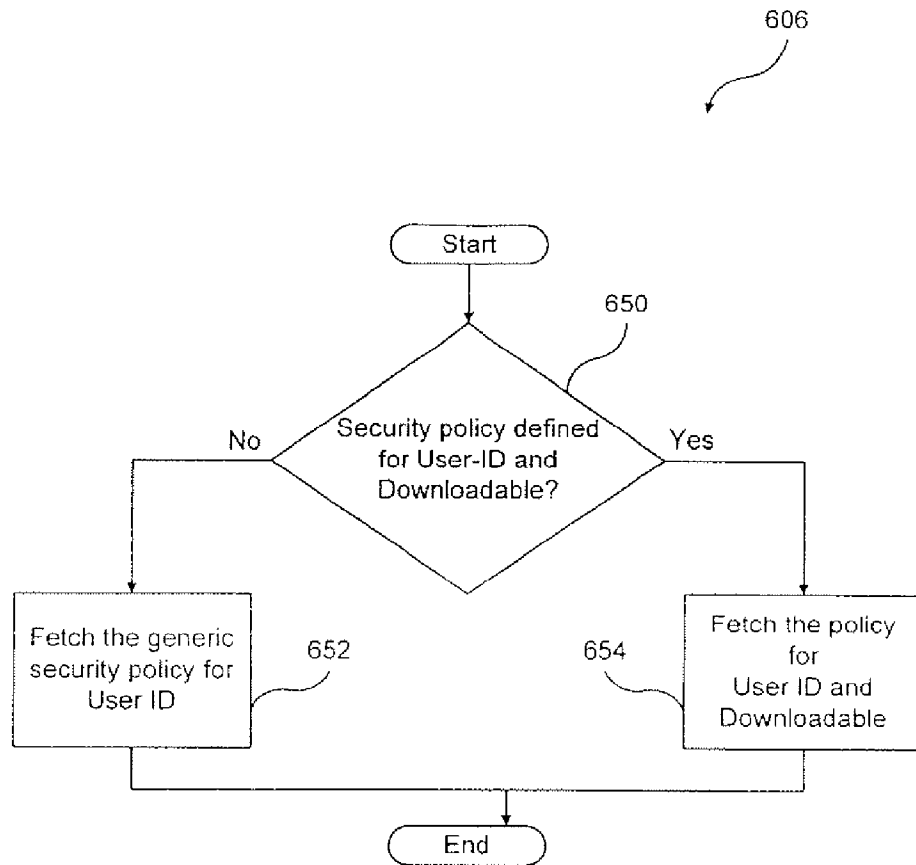 606
Start
650
No
Security policy defined
for User-ID and
Downloadable?
Yes
Fetch the generic
security policy for
User ID
652
654
Fetch the policy
for
User ID and
Downloadable
End